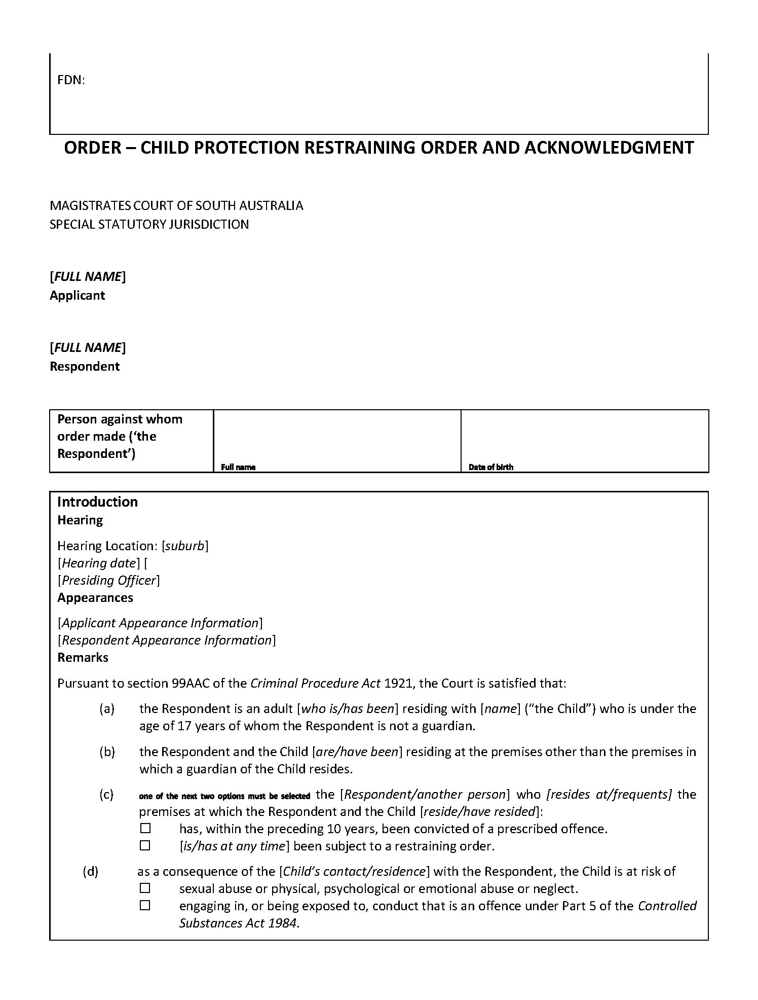 FDN:
ORDER – CHILD PROTECTION RESTRAINING ORDER AND ACKNOWLEDGMENT
MAGISTRATES COURT OF SOUTH AUSTRALIA
SPECIAL STATUTORY JURISDICTION
[FULL NAME]
Applicant
[FULL NAME]
Respondent
Person against whom
order made (‘the
Respondent’)
Full name
Date of birth
Introduction
Hearing
Hearing Location: [suburb]
[Hearing date] [
[Presiding Officer]
Appearances
[Applicant Appearance Information]
[Respondent Appearance Information]
Remarks
Pursuant to section 99AAC of the Criminal Procedure Act 1921, the Court is satisfied that:
(a) the Respondent is an adult [who is/has been] residing with [name] (“the Child”) who is under the
age of 17 years of whom the Respondent is not a guardian.
(b) the Respondent and the Child [are/have been] residing at the premises other than the premises in
which a guardian of the Child resides.
(c) one of the next two options must be selected the [Respondent/another person] who [resides at/frequents] the
premises at which the Respondent and the Child [reside/have resided]:
☐ has, within the preceding 10 years, been convicted of a prescribed offence.
☐ [is/has at any time] been subject to a restraining order.
(d) as a consequence of the [Child’s contact/residence] with the Respondent, the Child is at risk of
☐ sexual abuse or physical, psychological or emotional abuse or neglect.
☐ engaging in, or being exposed to, conduct that is an offence under Part 5 of the Controlled
Substances Act 1984.